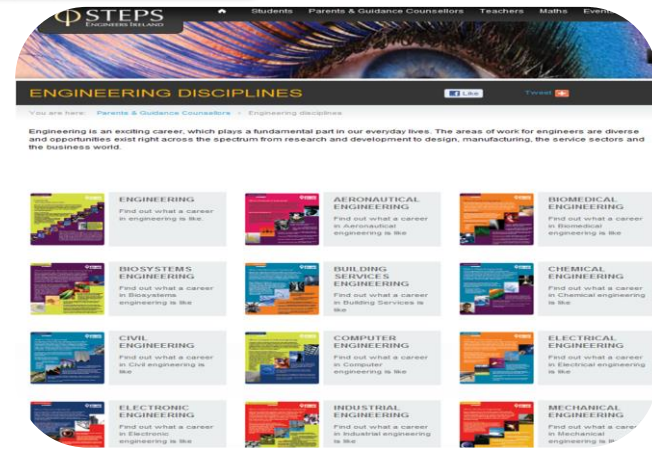 STEPS
ENGINEERS IRELAND
Students Parents & Guidance Counsellors Teachers Maths
ENGINEERING DISCIPLINES
Like
Tweet
You are here: Parents & Guidance Counsellors > Engineering disciplines
Engineering is an exciting career, which plays a fundamental part in our everyday lives. The areas of work for engineers are diverse
and opportunities exist right across the spectrum from research and development to design, manufacturing, the service sectors and
the business world.
ENGINEERING
Find out what a career
in engineering is like.
AERONAUTICAL
ENGINEERING
Find out what a career
in Aeronautical
engineering is like
BIOMEDICAL
ENGINEERING
Find out what a career
in Biomedical
engineering is like
BIOSYSTEMS
ENGINEERING
Find out what a career
in Biosystems
engineering is like
BUILDING
SERVICES
ENGINEERING
Find out what a career
in Building Services is
like
CHEMICAL
ENGINEERING
Find out what a career
in Chemical engineering
is like
CIVIL
ENGINEERING
Find out what a career
in Civil engineering is
like
COMPUTER
ENGINEERING
Find out what a career
in Computer
engineering is like
ELECTRICAL
ENGINEERING
Find out what a career
in Electrical engineering
is like
ELECTRONIC
ENGINEERING
Find out what a career
in Electronic
engineering is like
INDUSTRIAL
ENGINEERING
Find out what a career
in Industrial engineering
is like
MECHANICAL
ENGINEERING
Find out what a career
in Mechanical
engineering is